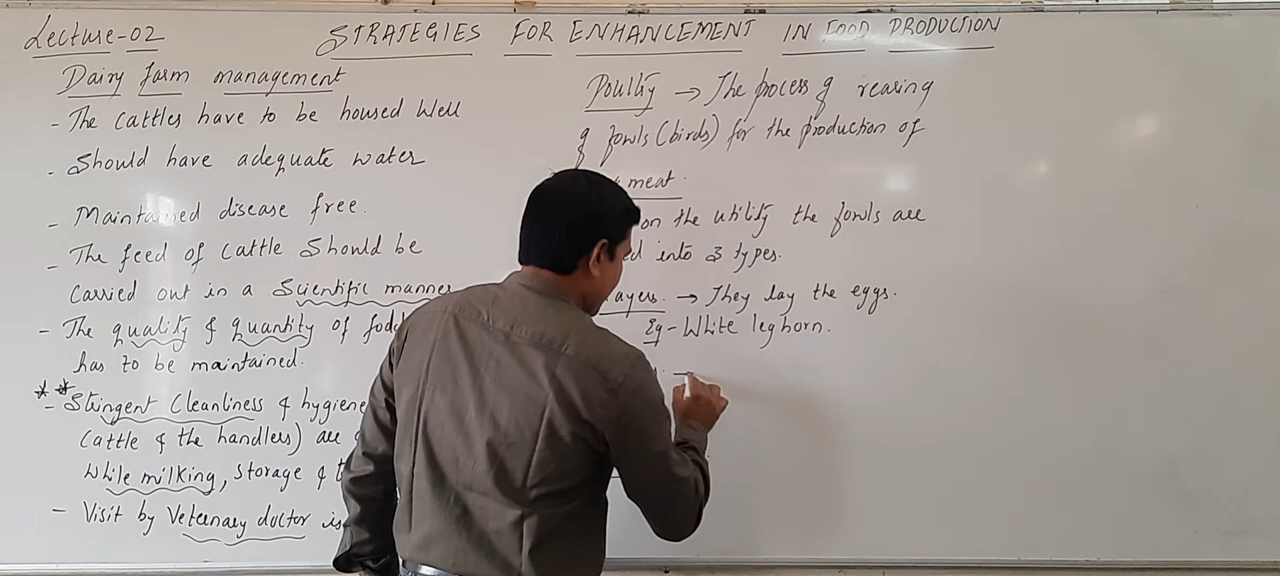 Lecture-02
STRATEGIES FOR ENHANCEMENT IN FOOD PRODUCTION
Dairy farm management
- The cattles have to be housed well
- Should have adequate water
- Maintained disease free.
- The feed of cattle should be
Carried out in a Scientific manner
- The quality & quantity of
has to be maintained.
** - Stringent Cleanliness & hygiene
Cattle & the handlers) are
While milking, storage &
- Visit by Veternary doctor is
Poultry → The process of rearing
of fowls (birds) for the production of
meat.
on the utility the fowls are
into 3 types.
layers. → They lay the eggs.
Eg - White leghorn.